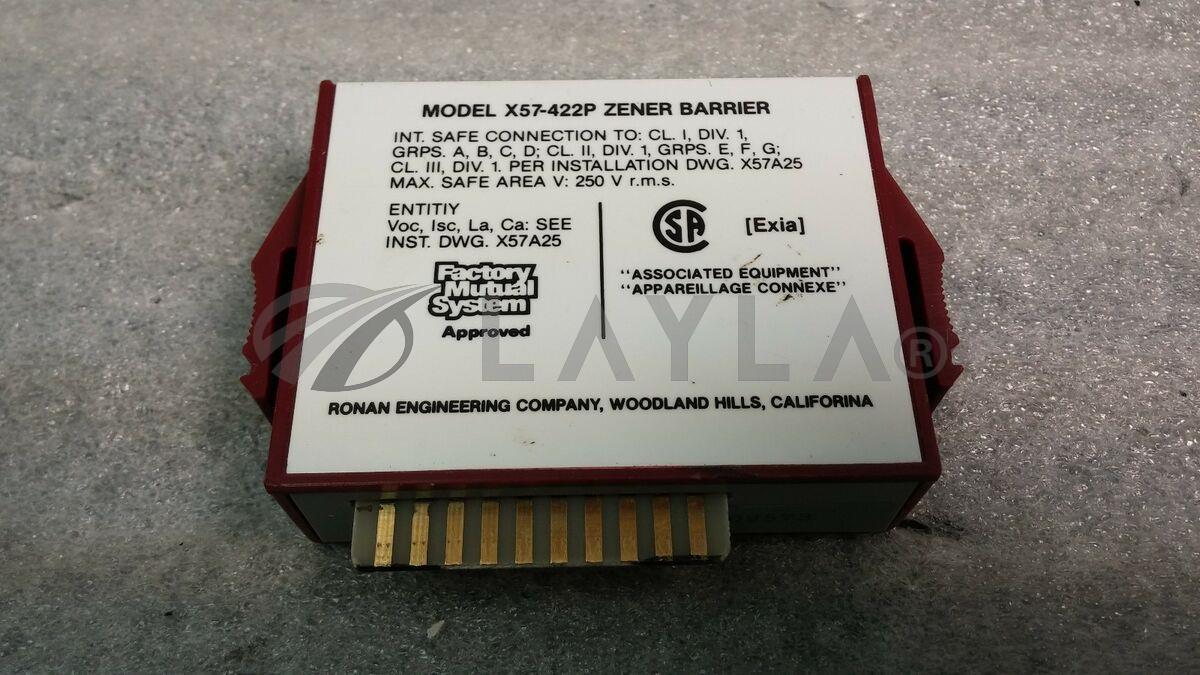 MODEL X57-422P ZENER BARRIER
INT. SAFE CONNECTION TO: CL. I, DIV. 1,
GRPS. A, B, C, D; CL. II, DIV. 1, GRPS. E, F, G;
CL. III, DIV. 1. PER INSTALLATION DWG. X57A25
MAX. SAFE AREA V: 250 V r.m.s.
ENTITIY
Voc, Isc, La, Ca: SEE
INST. DWG. X57A25
Factory
Mutual
System
Approved
SA [Exia]
"ASSOCIATED EQUIPMENT"
"APPAREILLAGE CONNEXE"
LAYLA®
RONAN ENGINEERING COMPANY, WOODLAND HILLS, CALIFORINA